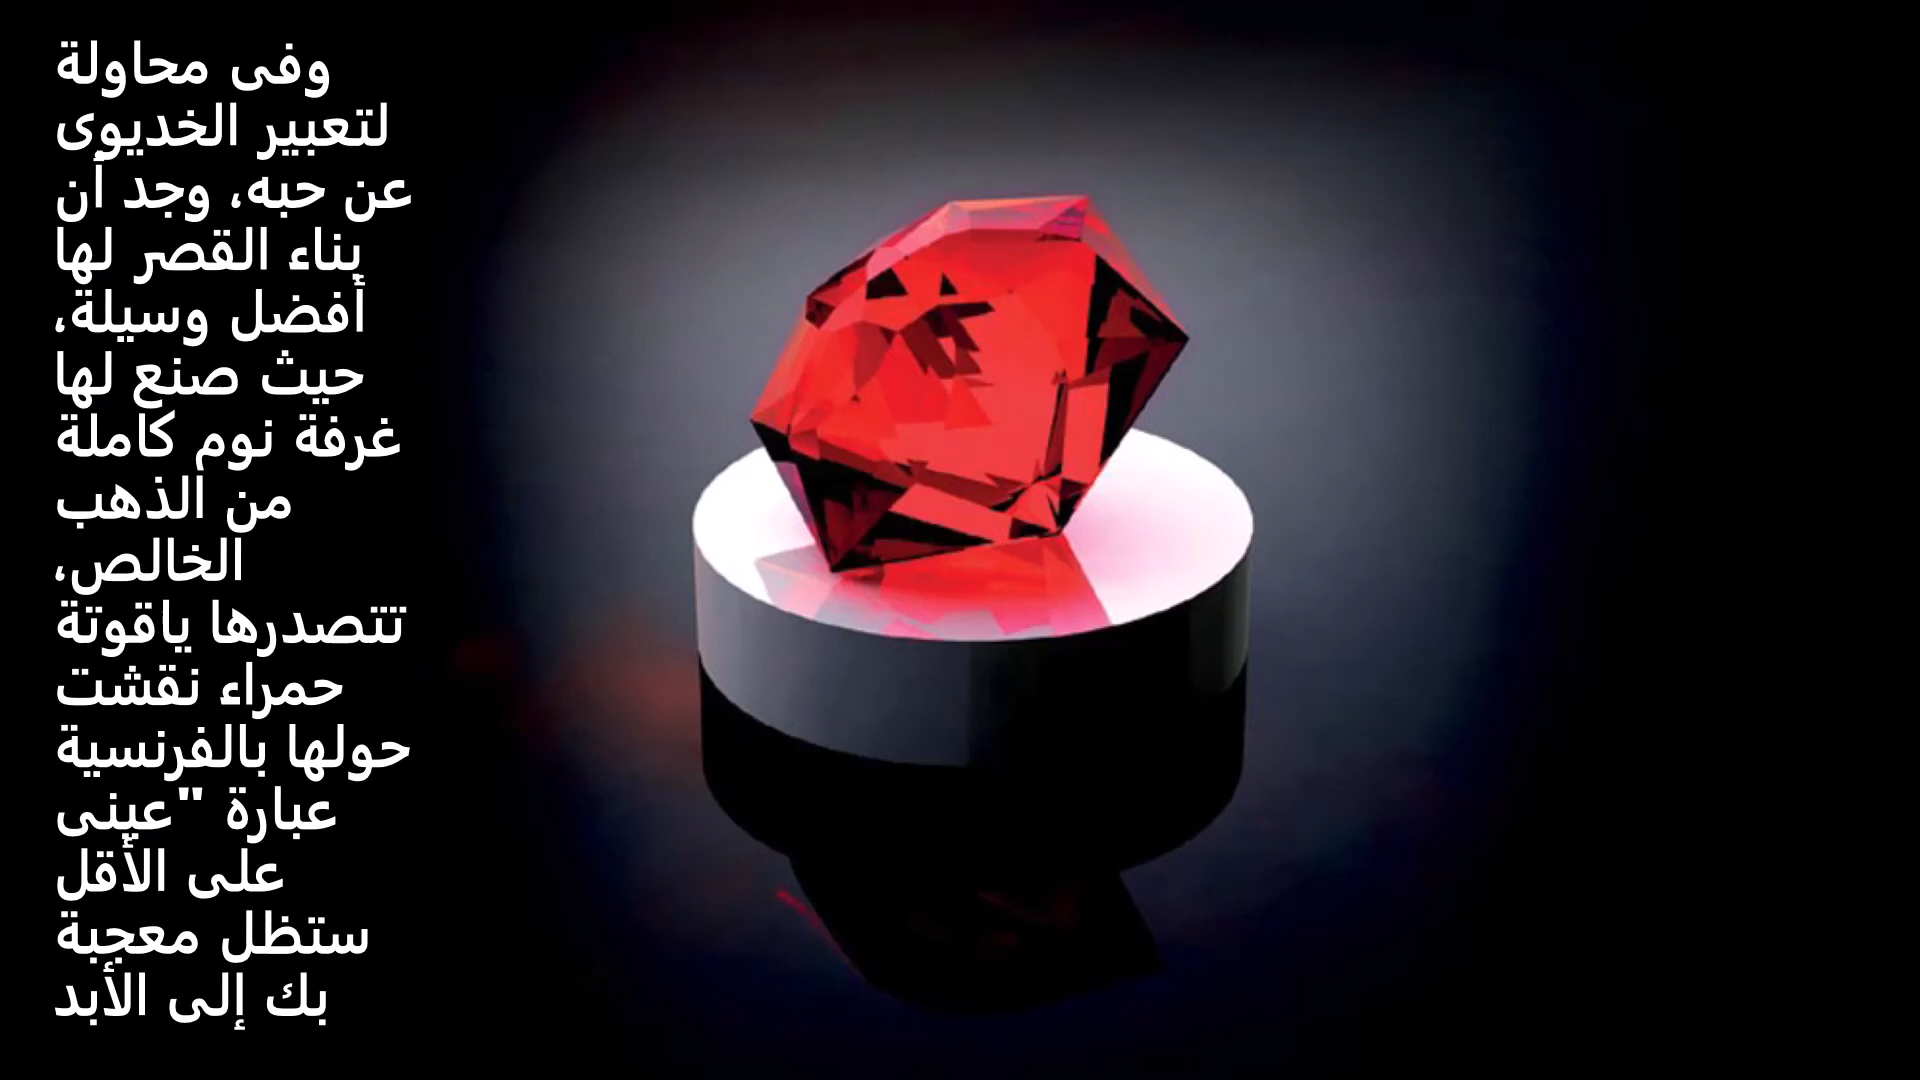 وفى محاولة
لتعبير الخديوى
عن حبه، وجد أن
بناء القصر لها
أفضل وسيلة،
حيث صنع لها
غرفة نوم كاملة
من الذهب
الخالص،
تتصدرها ياقوتة
حمراء نقشت
حولها بالفرنسية
عبارة "عينى
على الأقل
ستظل معجبة
بك إلى الأبد